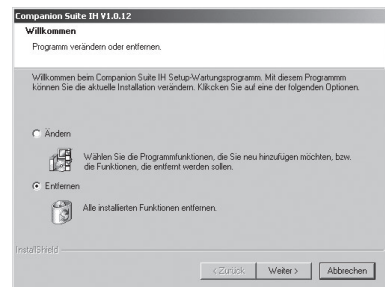 Companion Suite IH V1.0.12
Willkommen
Programm verändern oder entfernen.
Willkommen beim Companion Suite IH Setup-Wartungsprogramm. Mit diesem Programmm
können Sie die aktuelle Installation verändern. Klikcken Sie auf eine der folgenden Optionen.
Ändern
Wählen Sie die Programmfunktionen, die Sie neu hinzufügen möchten, bzw.
die Funktionen, die entfernt werden sollen.
Entfernen
Alle installierten Funktionen entfernen.
InstallShield
< Zurück Weiter > Abbrechen